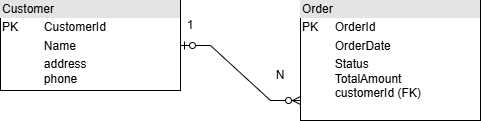 Customer
PK CustomerId
Name
address
phone
1
N
Order
PK OrderId
OrderDate
Status
TotalAmount
customerId (FK)